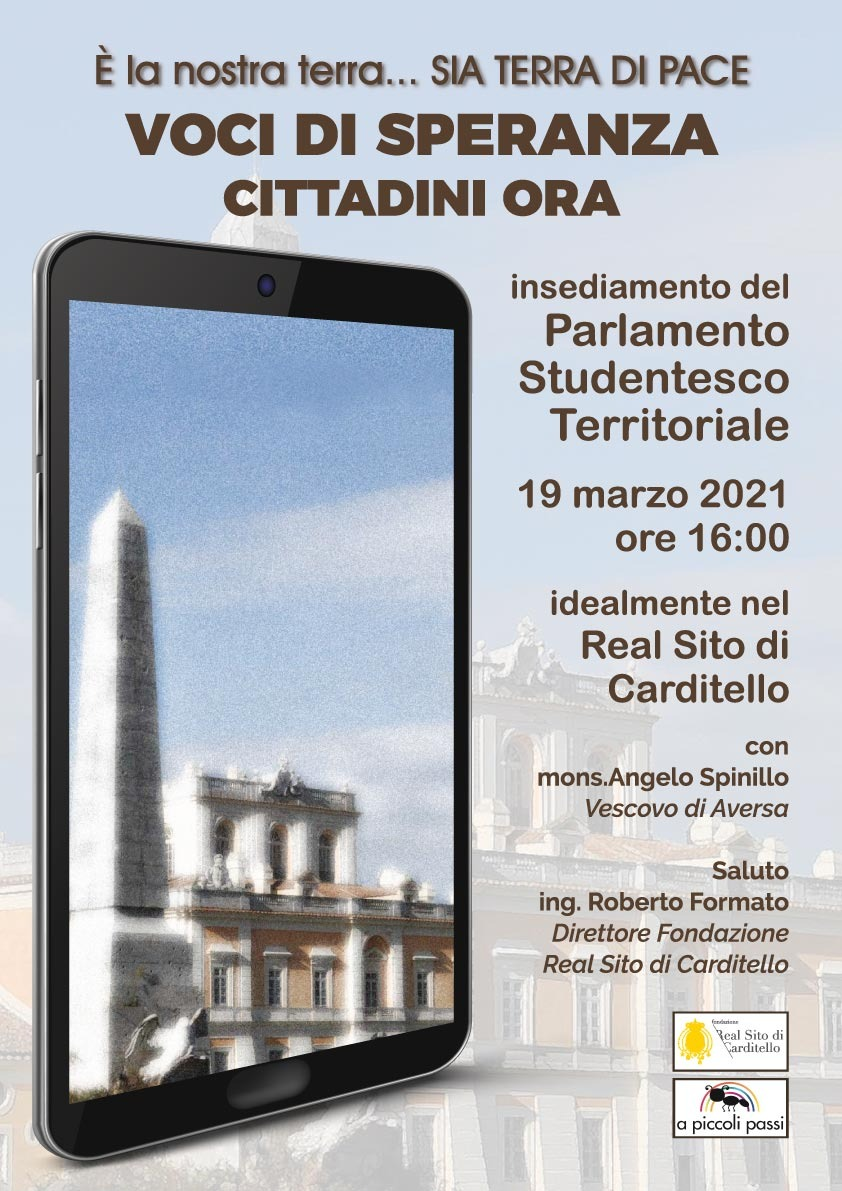 È la nostra terra... SIA TERRA DI PACE
VOCI DI SPERANZA
CITTADINI ORA
insediamento del
Parlamento
Studentesco
Territoriale
19 marzo 2021
ore 16:00
idealmente nel
Real Sito di
Carditello
con
mons.Angelo Spinillo
Vescovo di Aversa
Saluto
ing. Roberto Formato
Direttore Fondazione
Real Sito di Carditello
fondazione
Real Sito di
Carditello
a piccoli passi